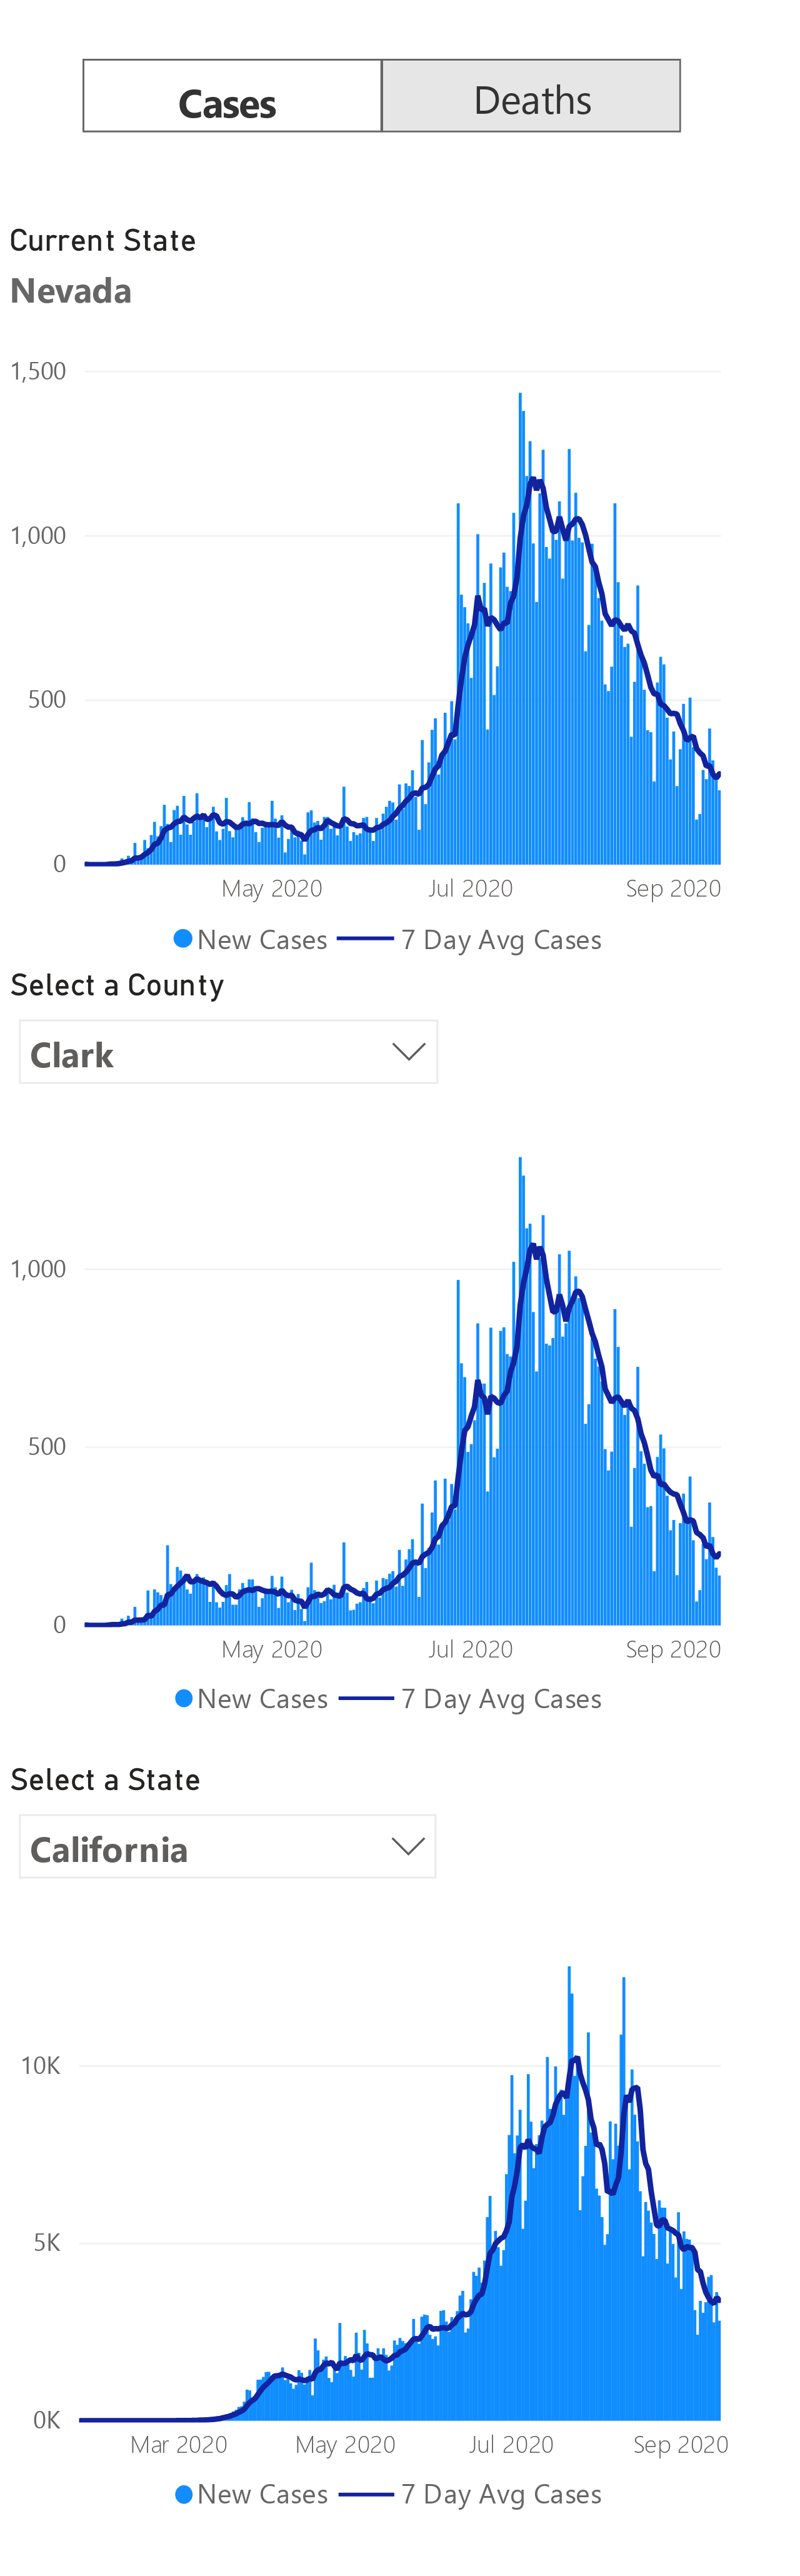 Cases Deaths
Current State
Nevada
1,500
1,000
500
0
May 2020 Jul 2020 Sep 2020
New Cases 7 Day Avg Cases
Select a County
Clark
1,000
500
0
May 2020 Jul 2020 Sep 2020
New Cases 7 Day Avg Cases
Select a State
California
10K
5K
0K
Mar 2020 May 2020 Jul 2020 Sep 2020
New Cases 7 Day Avg Cases